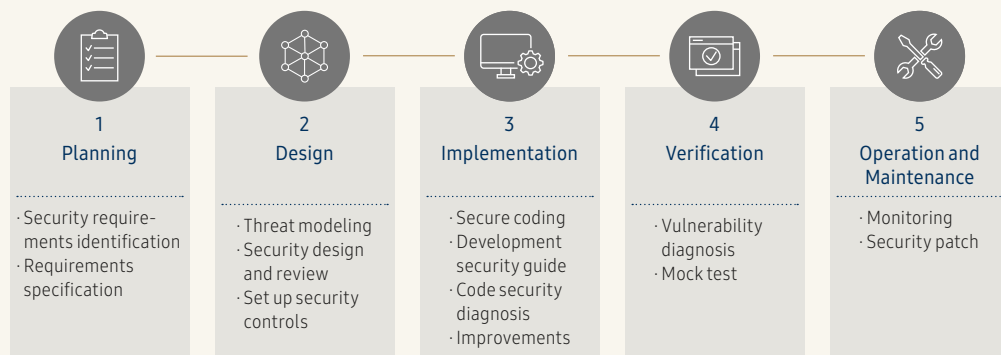 1
Planning
· Security require-
ments identification
· Requirements
specification
2
Design
· Threat modeling
· Security design
and review
· Set up security
controls
3
Implementation
· Secure coding
· Development
security guide
· Code security
diagnosis
· Improvements
4
Verification
· Vulnerability
diagnosis
· Mock test
5
Operation and
Maintenance
· Monitoring
· Security patch